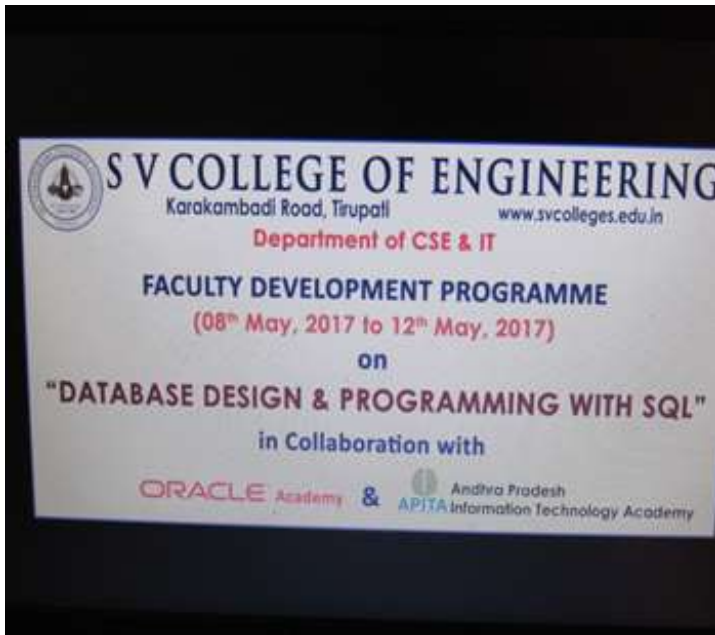 S V COLLEGE OF ENGINEERING
Karakambadi Road, Tirupati www.svcolleges.edu.in
Department of CSE & IT
FACULTY DEVELOPMENT PROGRAMME
(08th May, 2017 to 12th May, 2017)
on
"DATABASE DESIGN & PROGRAMMING WITH SQL"
in Collaboration with
ORACLE Academy & APITA Andhra Pradesh
Information Technology Academy